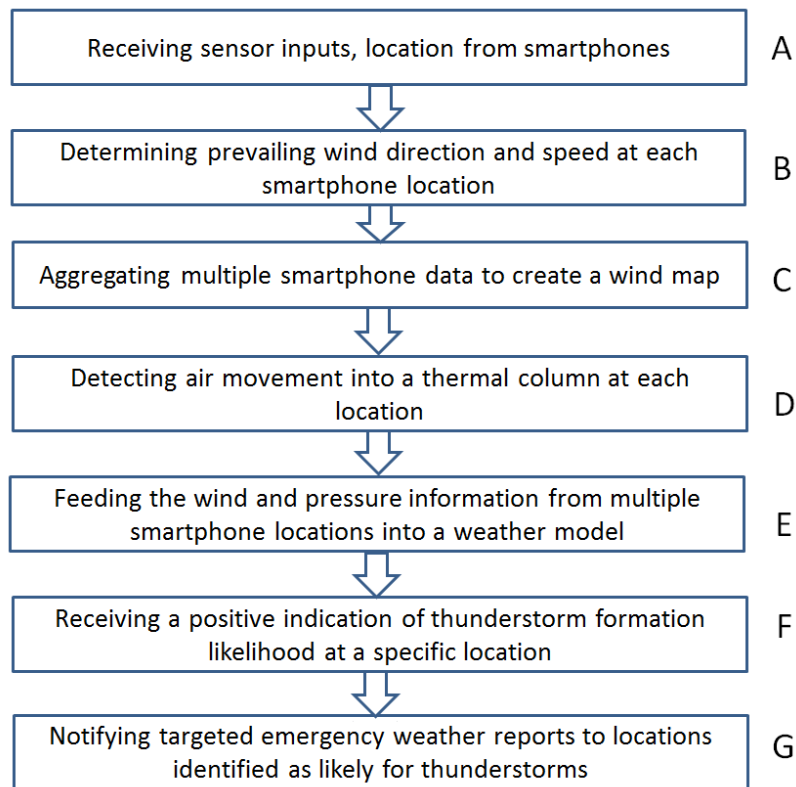 Receiving sensor inputs, location from smartphones
A
Determining prevailing wind direction and speed at each
smartphone location
B
Aggregating multiple smartphone data to create a wind map
C
Detecting air movement into a thermal column at each
location
D
Feeding the wind and pressure information from multiple
smartphone locations into a weather model
E
Receiving a positive indication of thunderstorm formation
likelihood at a specific location
F
Notifying targeted emergency weather reports to locations
identified as likely for thunderstorms
G